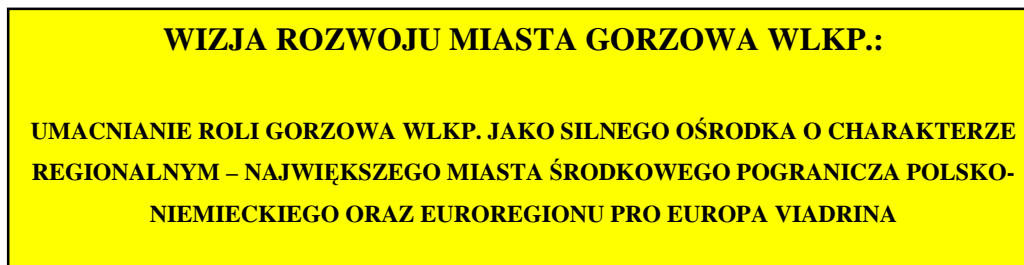 WIZJA ROZWOJU MIASTA GORZOWA WLKP.:
UMACNIANIE ROLI GORZOWA WLKP. JAKO SILNEGO OŚRODKA O CHARAKTERZE
REGIONALNYM – NAJWIĘKSZEGO MIASTA ŚRODKOWEGO POGRANICZA POLSKO-
NIEMIECKIEGO ORAZ EUROREGIONU PRO EUROPA VIADRINA